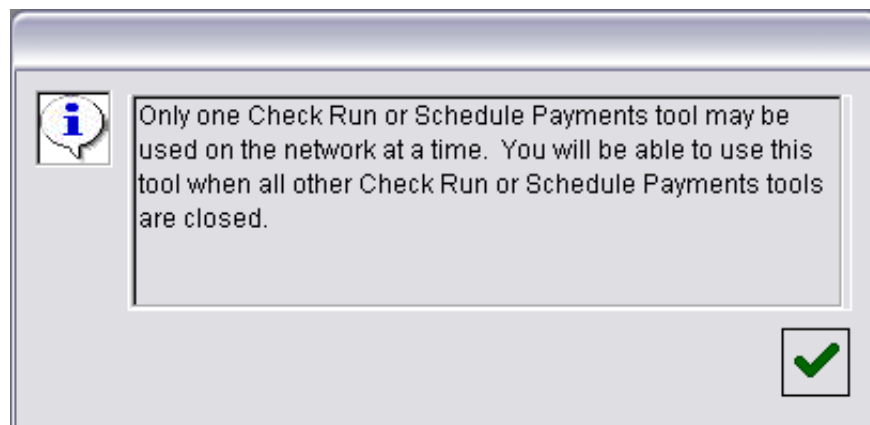 Only one Check Run or Schedule Payments tool may be
used on the network at a time.  You will be able to use this
tool when all other Check Run or Schedule Payments tools
are closed.